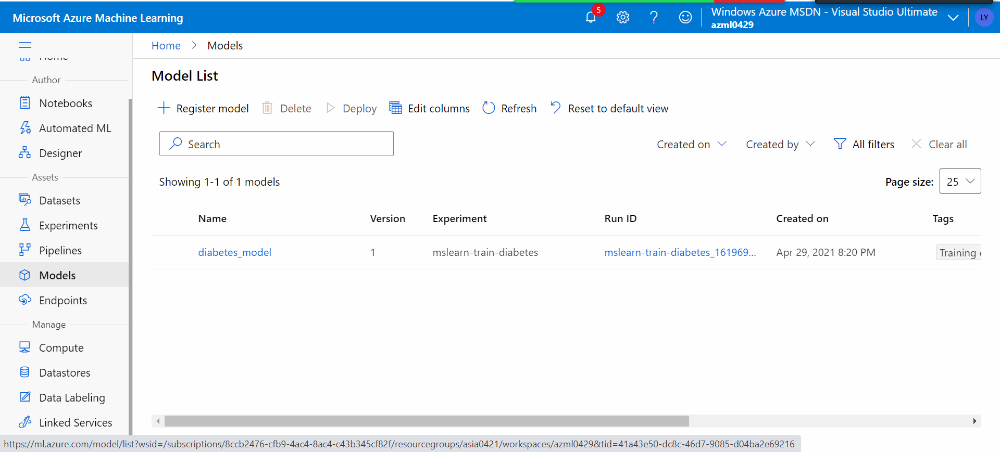 Microsoft Azure Machine Learning
5
Windows Azure MSDN - Visual Studio Ultimate
azml0429
LY
Home
Home > Models
Author
Notebooks
Automated ML
Designer
Assets
Datasets
Experiments
Pipelines
Models
Endpoints
Manage
Compute
Datastores
Data Labeling
Linked Services
Model List
Register model Delete Deploy Edit columns Refresh Reset to default view
Search
Created on Created by All filters Clear all
Showing 1-1 of 1 models
Page size: 25
Name Version Experiment Run ID Created on Tags
diabetes_model 1 mslearn-train-diabetes mslearn-train-diabetes_161969... Apr 29, 2021 8:20 PM Training
https://ml.azure.com/model/list?wsid=/subscriptions/8ccb2476-cfb9-4ac4-8ac4-c43b345cf82f/resourcegroups/asia0421/workspaces/azml0429&tid=41a43e50-dc8c-46d7-9085-d04ba2e69216